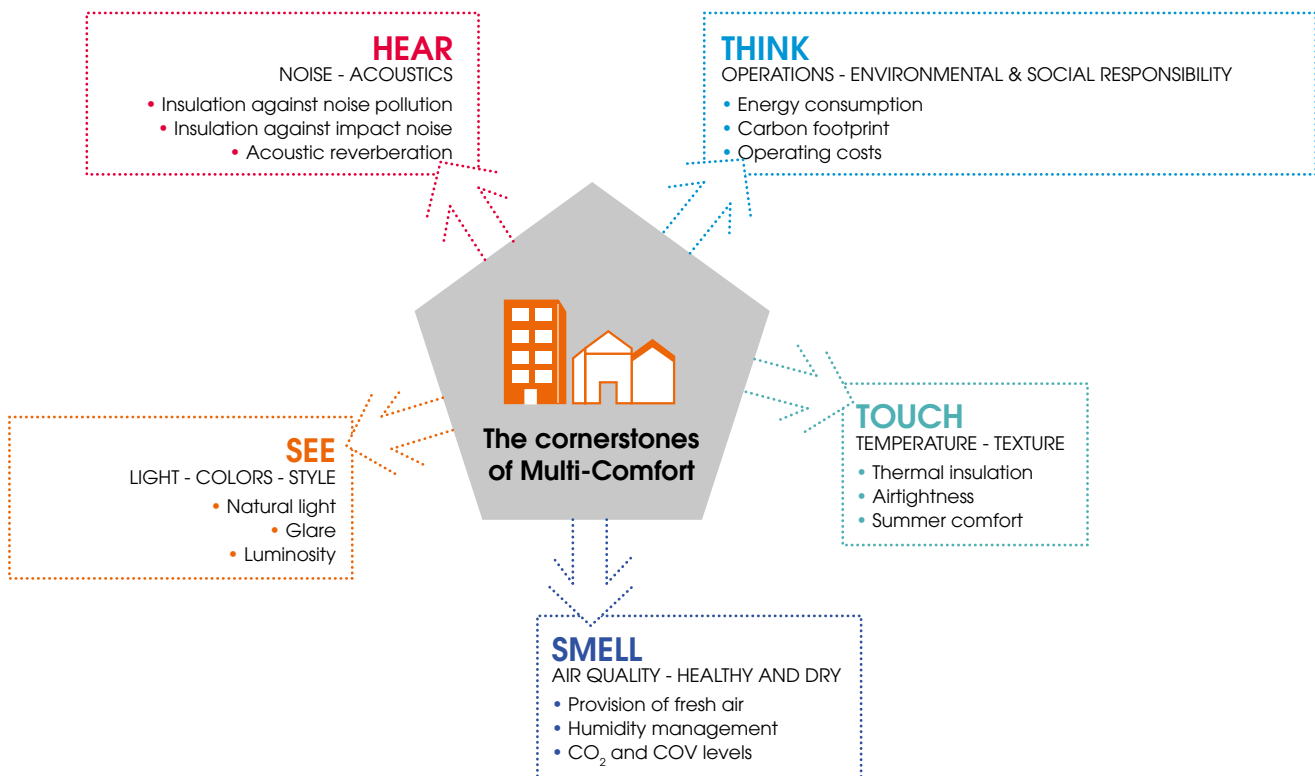 HEAR
NOISE - ACOUSTICS
• Insulation against noise pollution
• Insulation against impact noise
• Acoustic reverberation
THINK
OPERATIONS - ENVIRONMENTAL & SOCIAL RESPONSIBILITY
• Energy consumption
• Carbon footprint
• Operating costs
The cornerstones
of Multi-Comfort
SEE
LIGHT - COLORS - STYLE
• Natural light
• Glare
• Luminosity
TOUCH
TEMPERATURE - TEXTURE
• Thermal insulation
• Airtightness
• Summer comfort
SMELL
AIR QUALITY - HEALTHY AND DRY
• Provision of fresh air
• Humidity management
• CO₂ and COV levels